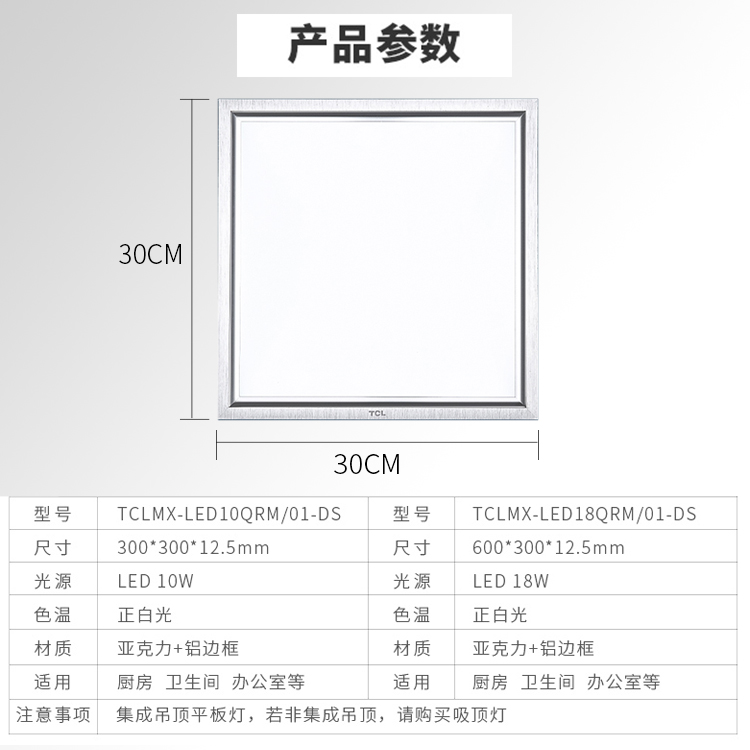 产品参数
30CM
TCL
30CM
型号 TCLMX-LED10QRM/01-DS 型号 TCLMX-LED18QRM/01-DS
尺寸 300*300*12.5mm 尺寸 600*300*12.5mm
光源 LED 10W 光源 LED 18W
色温 正白光 色温 正白光
材质 亚克力+铝边框 材质 亚克力+铝边框
适用 厨房 卫生间 办公室等 适用 厨房 卫生间 办公室等
注意事项 集成吊顶平板灯，若非集成吊顶，请购买吸顶灯